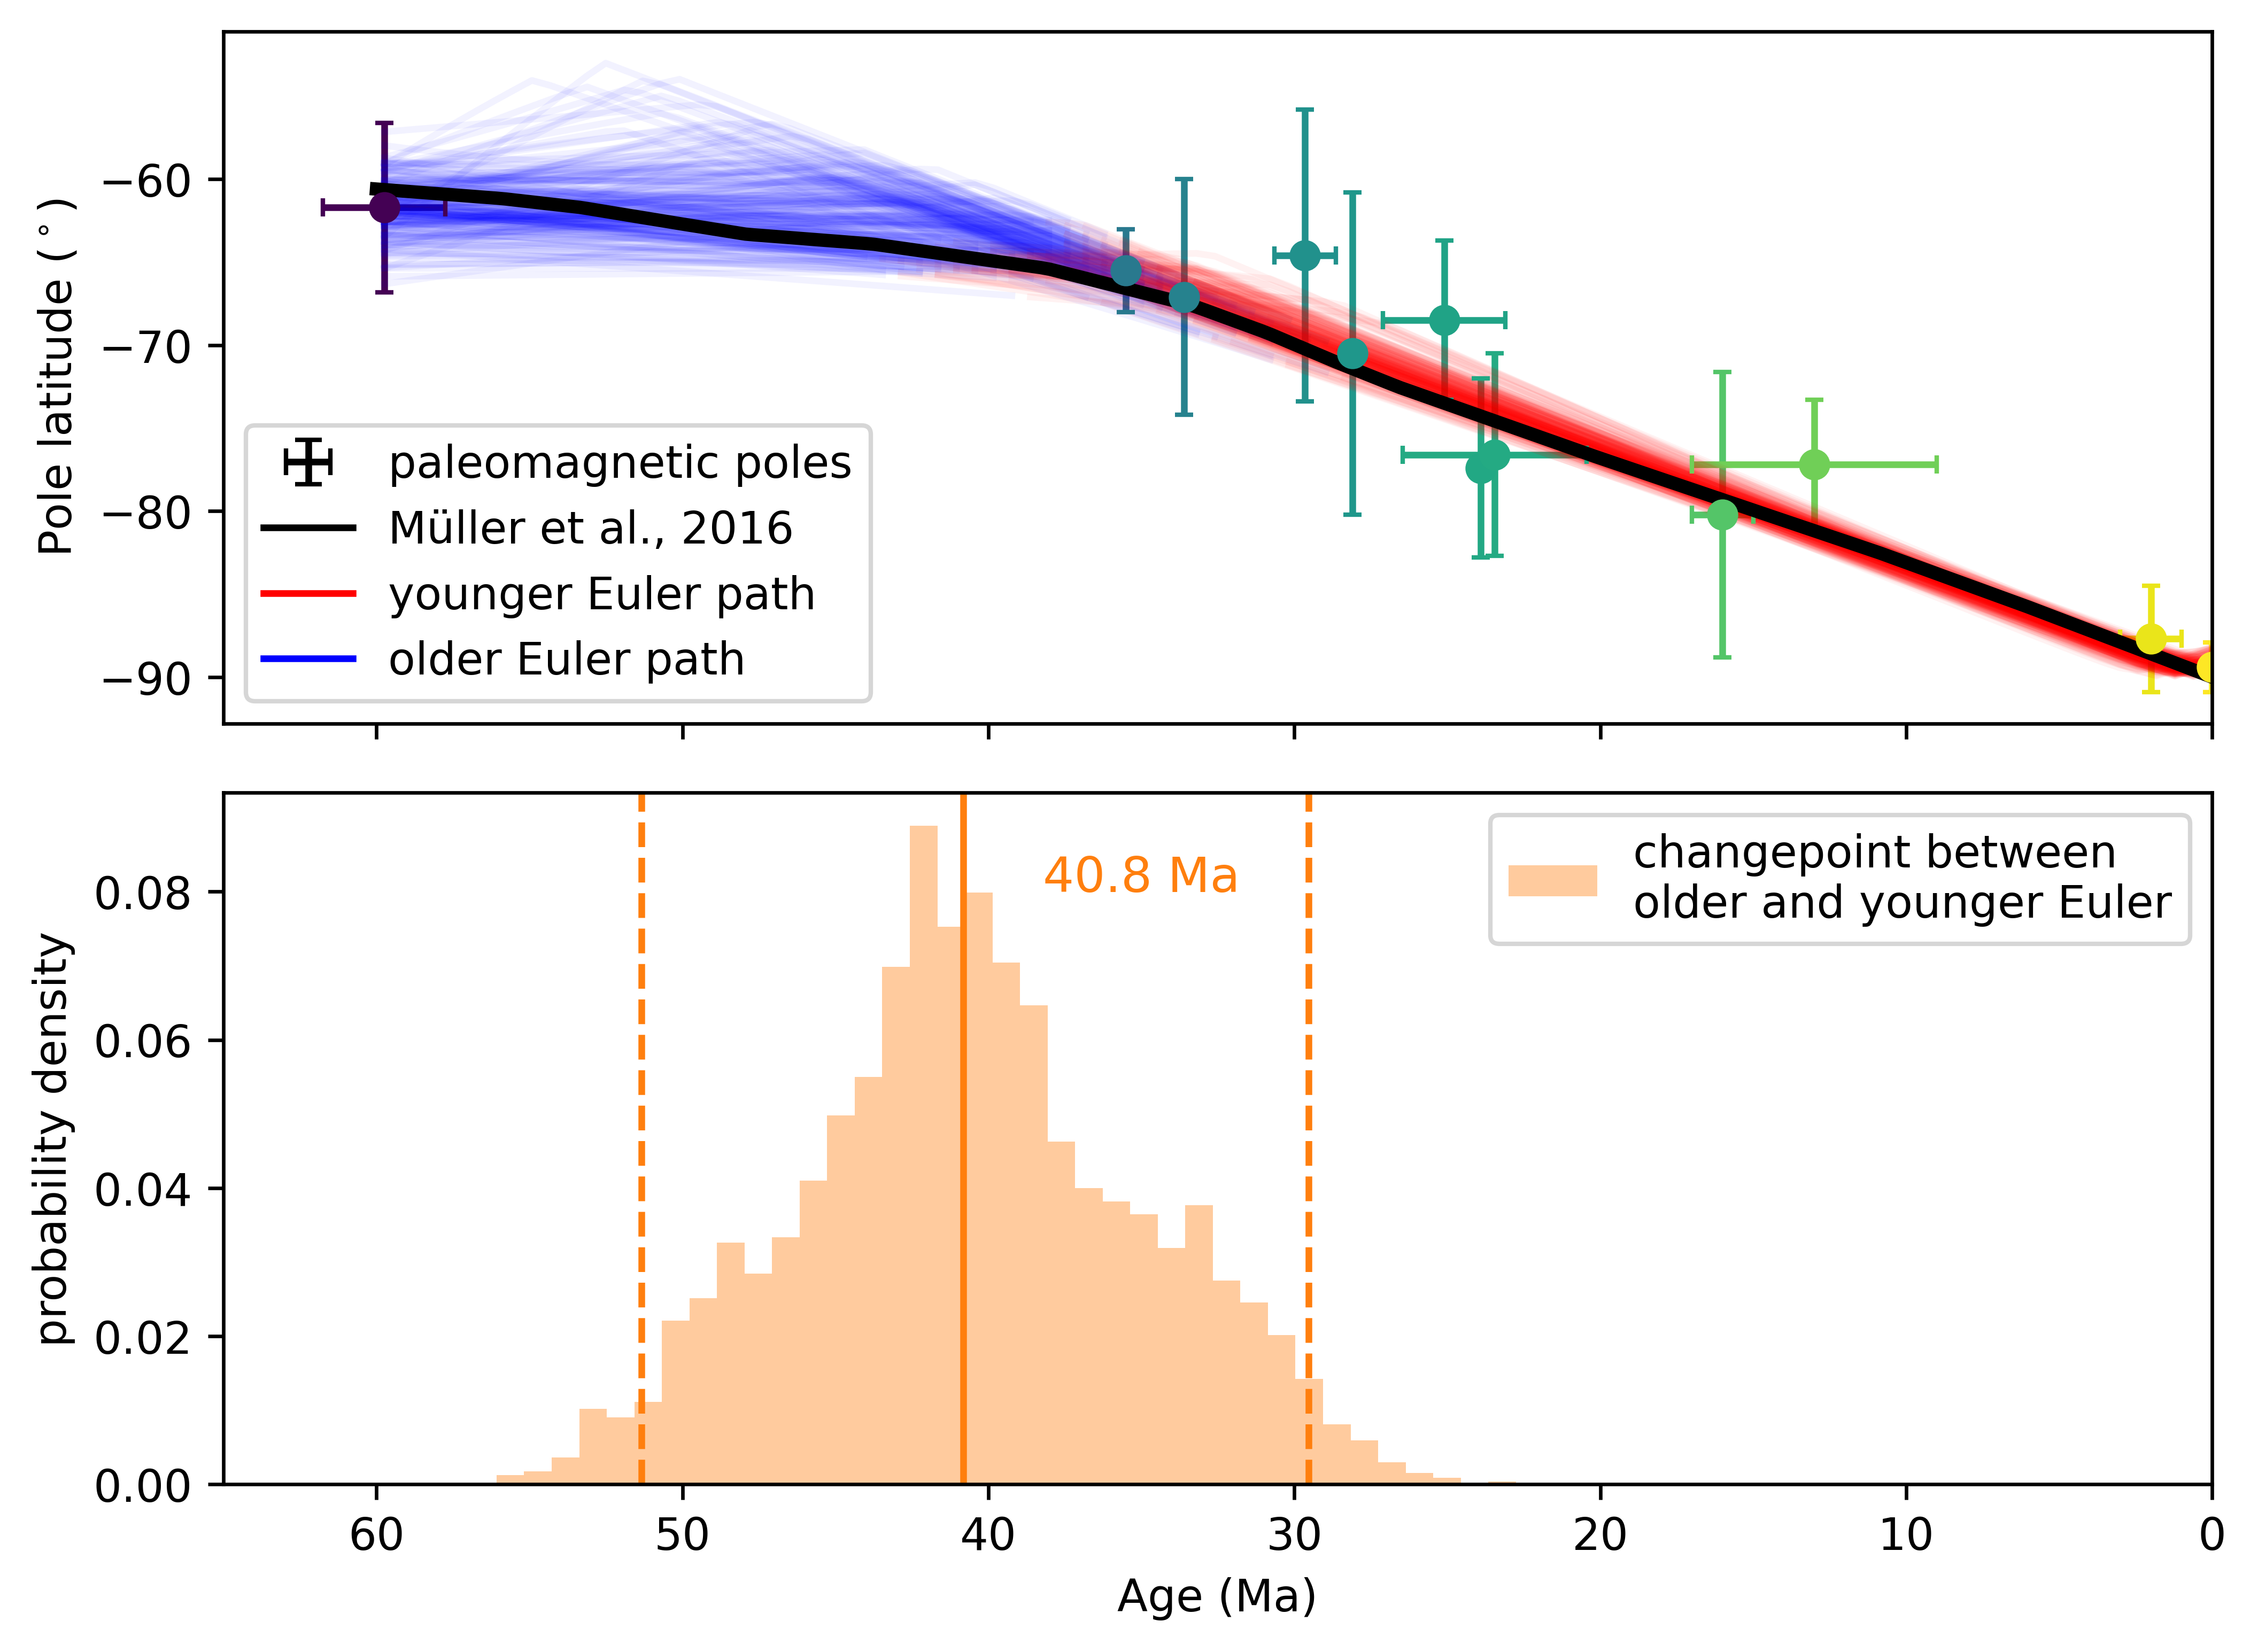 −60
−70
−80
−90
Pole latitude (°)
paleomagnetic poles
Müller et al., 2016
younger Euler path
older Euler path
40.8 Ma
changepoint between
older and younger Euler
0.08
0.06
0.04
0.02
0.00
probability density
60 50 40 30 20 10 0
Age (Ma)